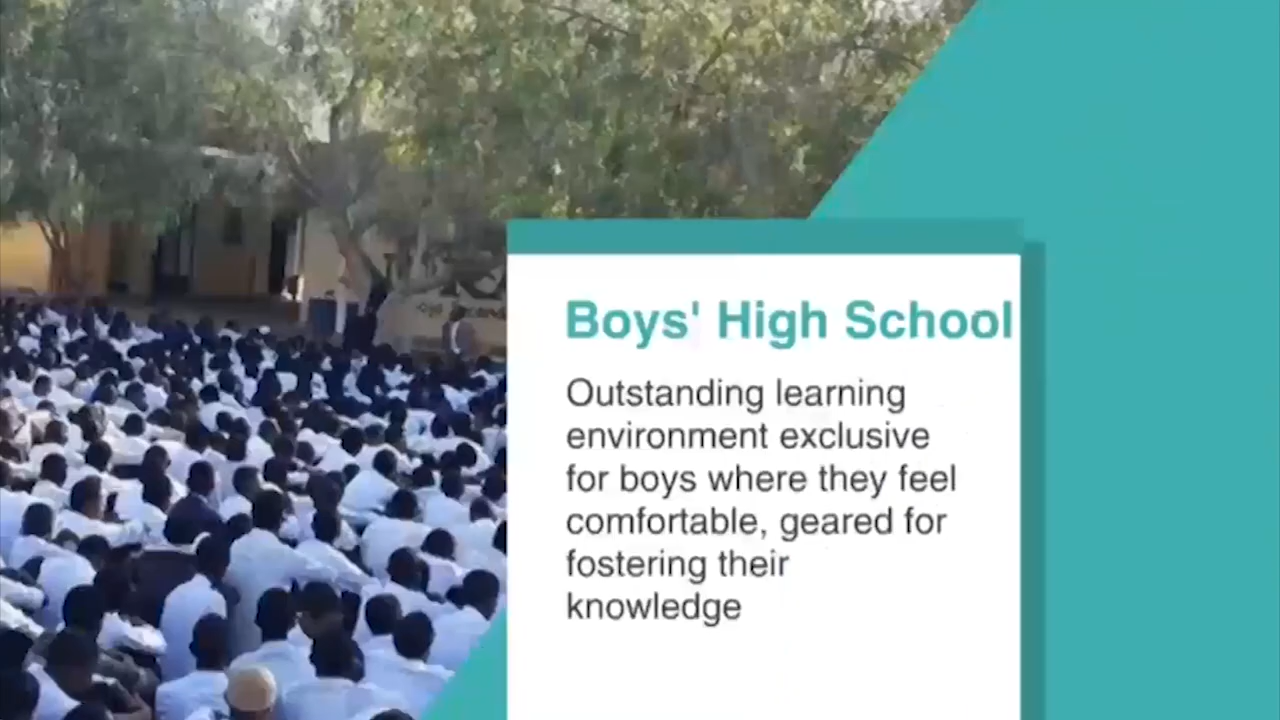 Boys' High School
Outstanding learning
environment exclusive
for boys where they feel
comfortable, geared for
fostering their
knowledge